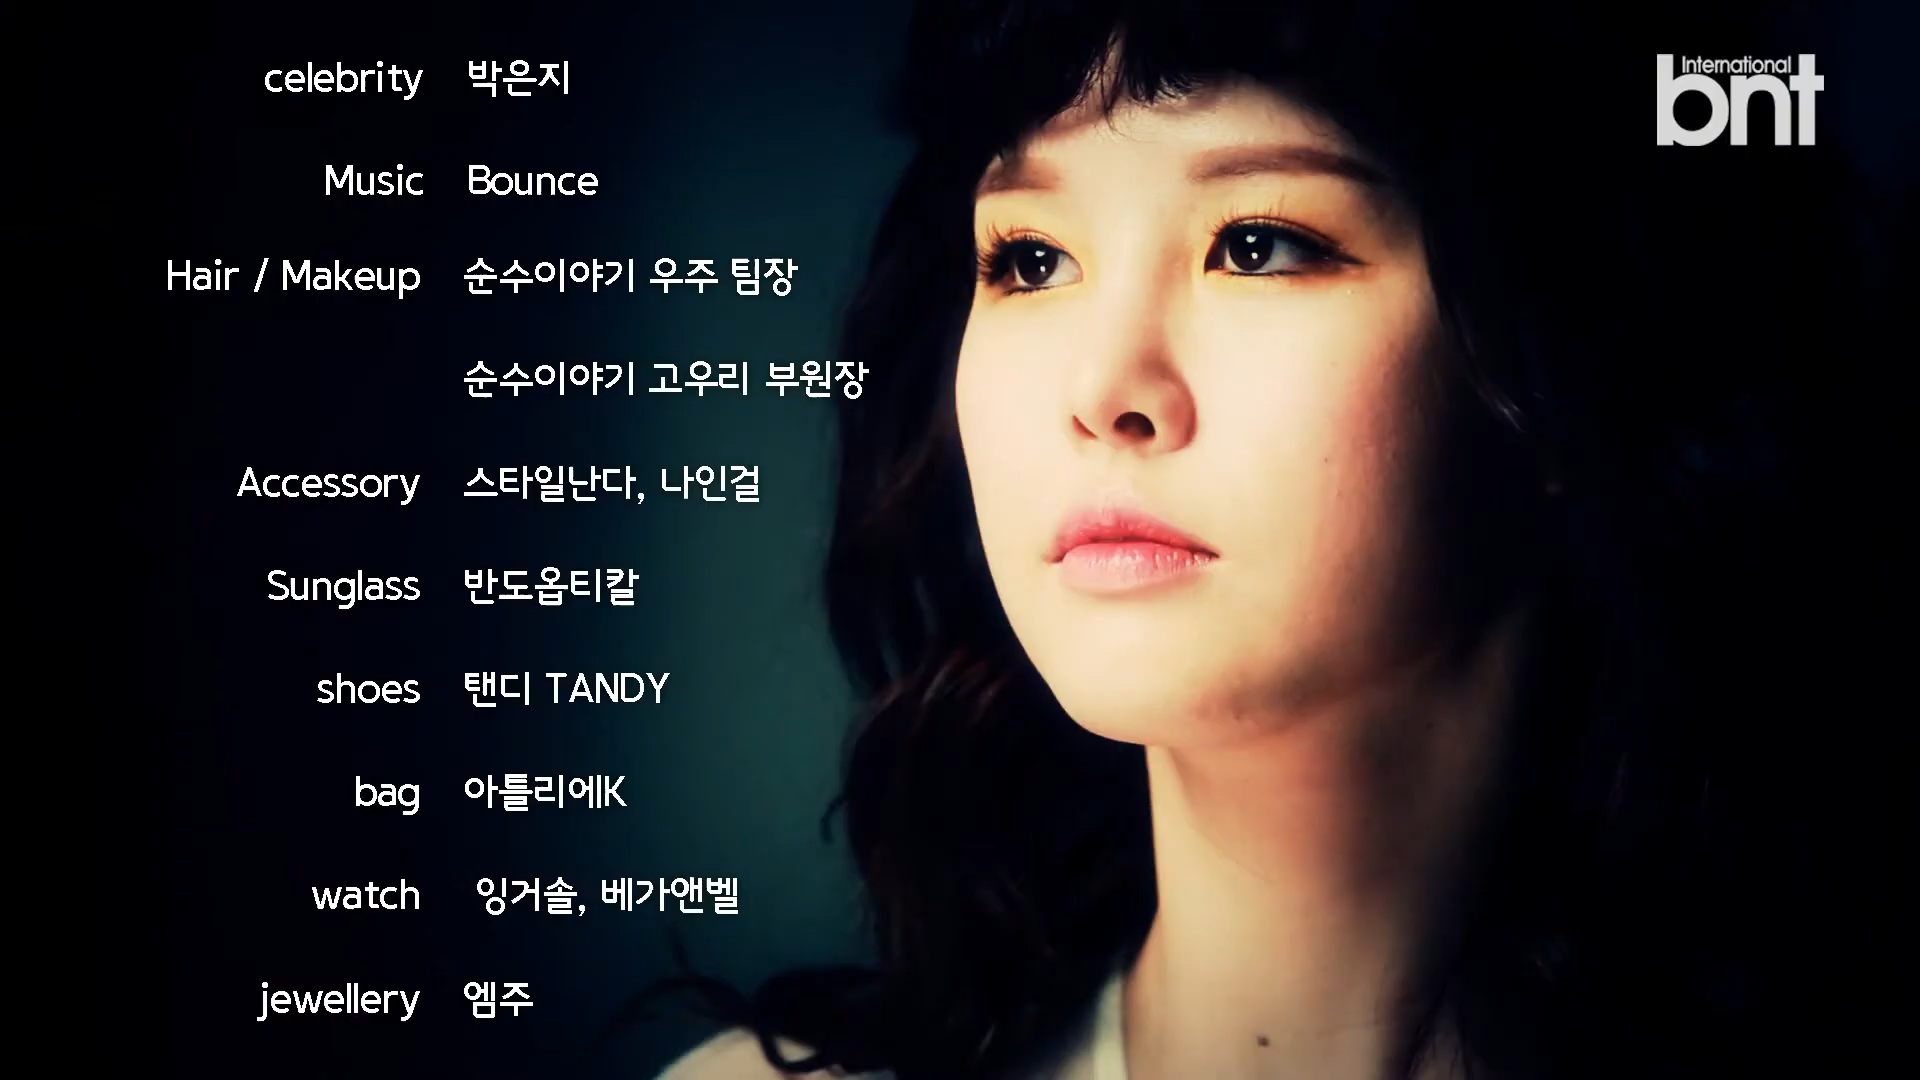 celebrity 박은지
International
bnt
Music Bounce
Hair / Makeup 순수이야기 우주 팀장
순수이야기 고우리 부원장
Accessory 스타일난다, 나인걸
Sunglass 반도옵티칼
shoes 탠디 TANDY
bag 아틀리에K
watch 잉거솔, 베가앤벨
jewellery 엠주